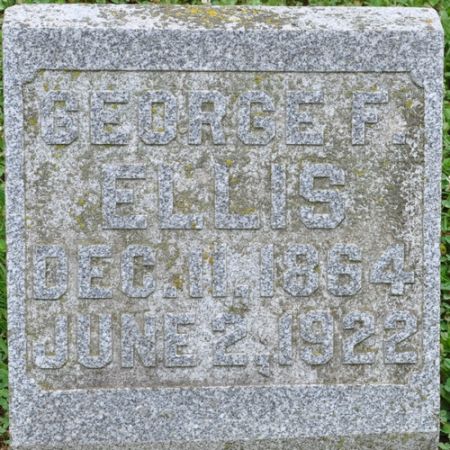 GEORGE F.
ELLIS
DEC. 11, 1864
JUNE 2, 1922